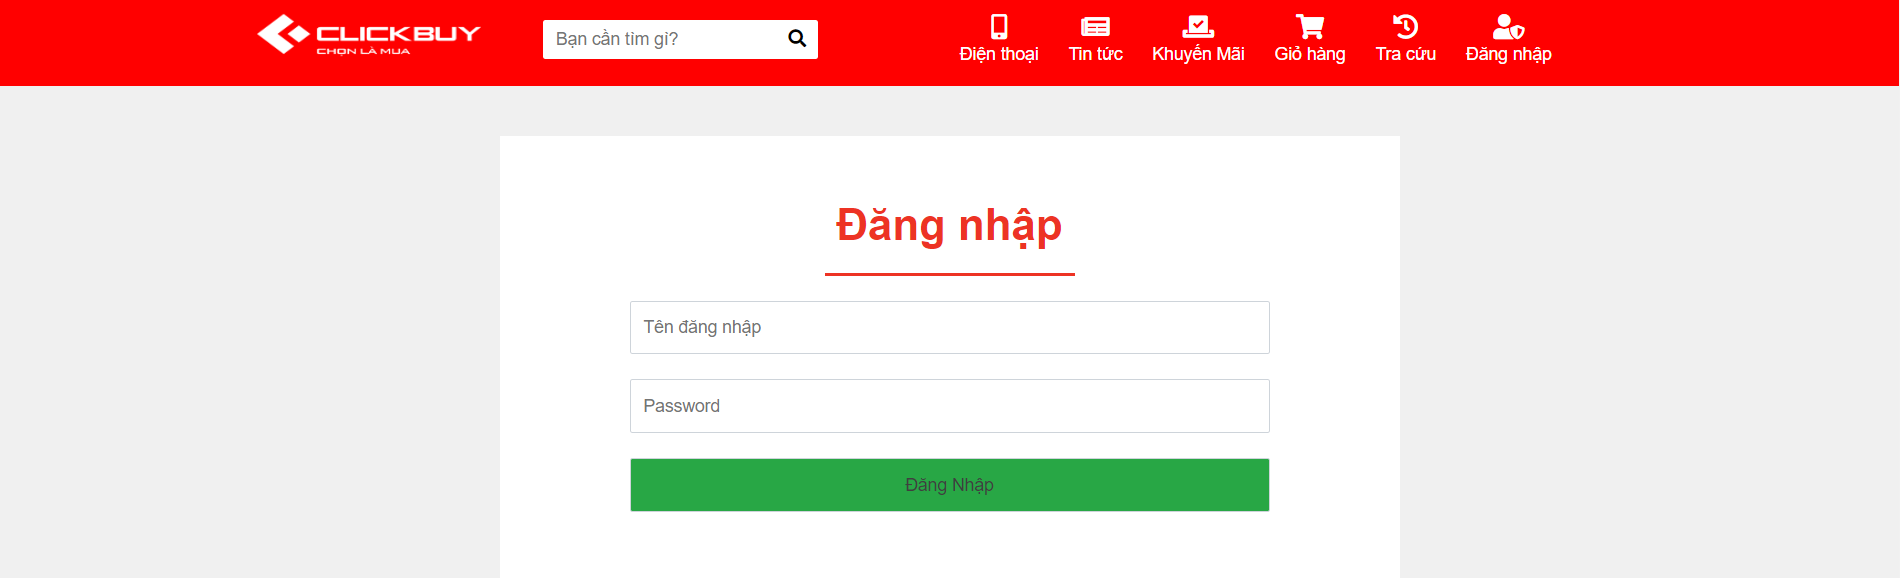 CLICKBUY
CHỌN LÀ MUA
Bạn cần tìm gì?
Điện thoại
Tin tức
Khuyến Mãi
Giỏ hàng
Tra cứu
Đăng nhập
Đăng nhập
Tên đăng nhập
Password
Đăng Nhập